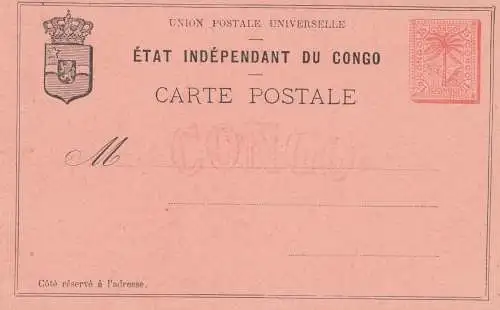 UNION POSTALE UNIVERSELLE
ÉTAT INDÉPENDANT DU CONGO
CARTE POSTALE
M
Côté réservé à l'adresse.